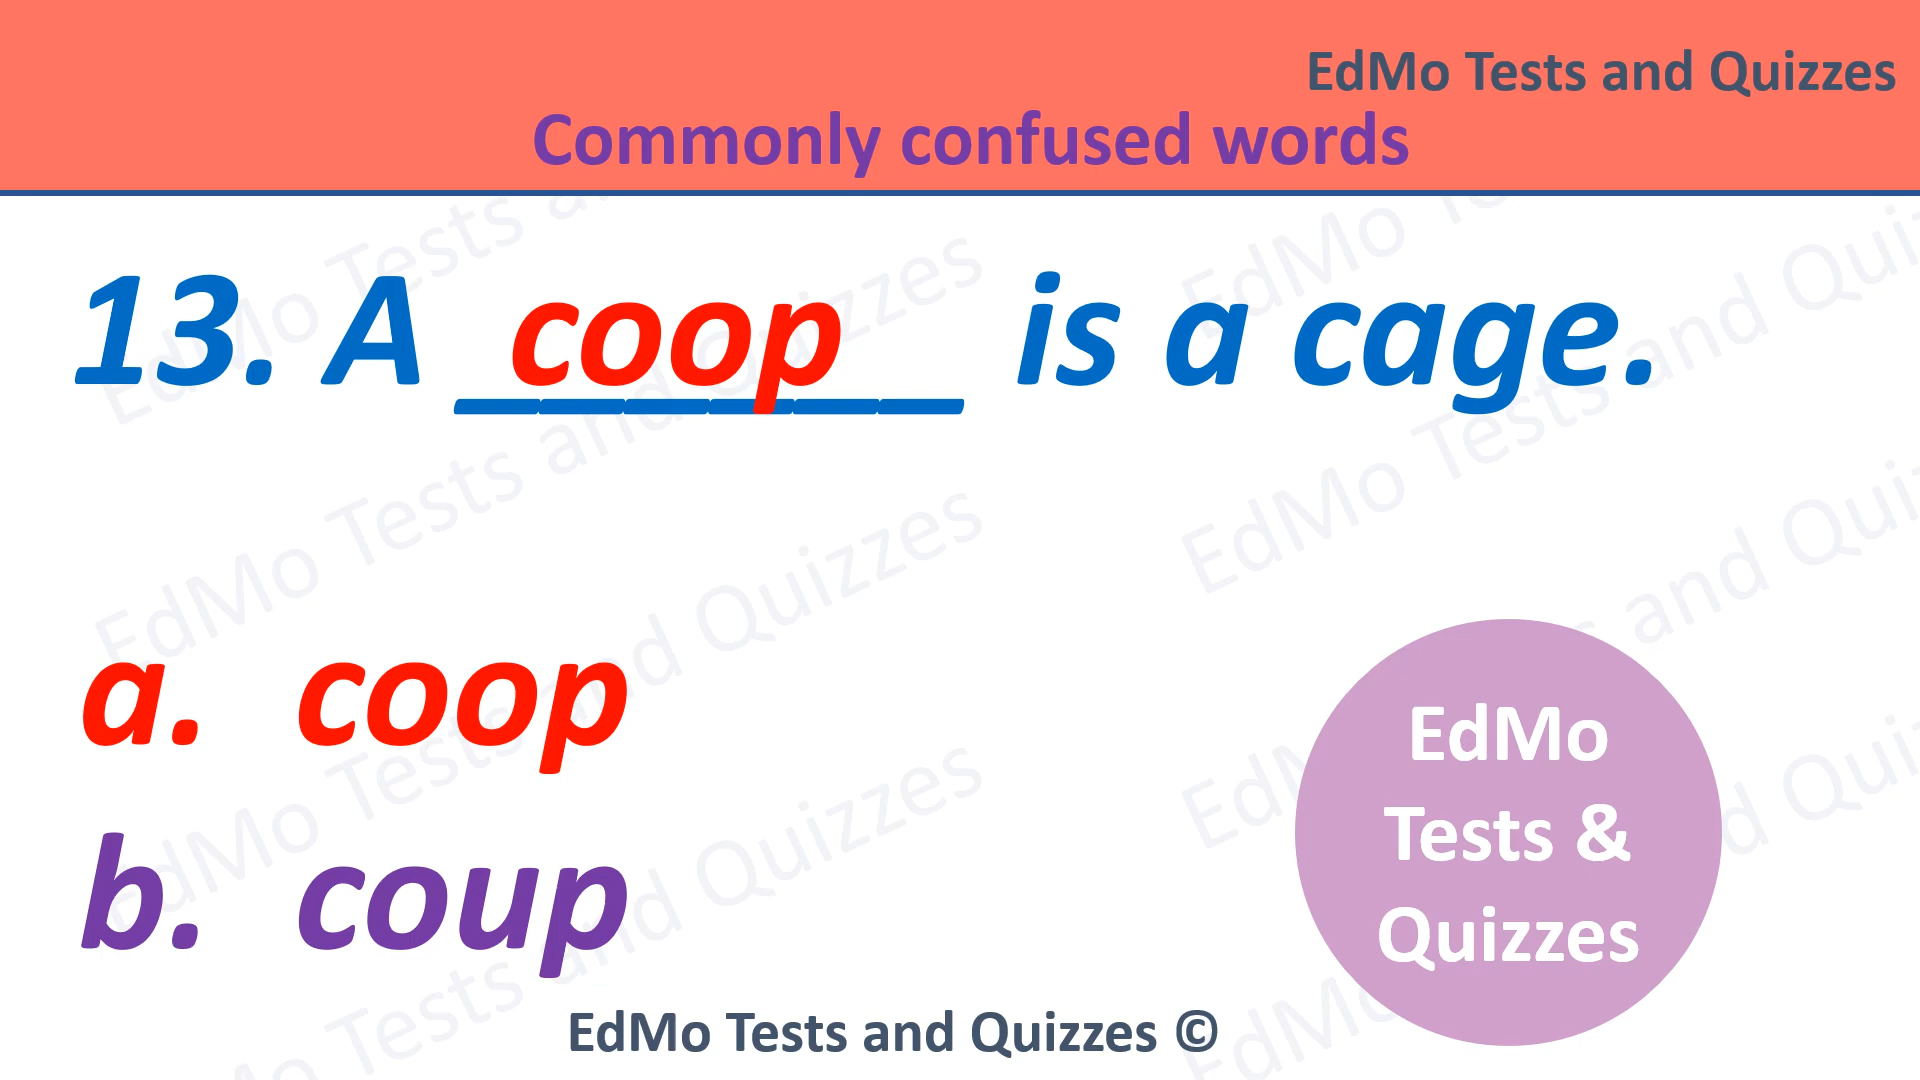 EdMo Tests and Quizzes
Commonly confused words
13. A coop is a cage.
a. coop
b. coup
EdMo
Tests &
Quizzes
EdMo Tests and Quizzes ©